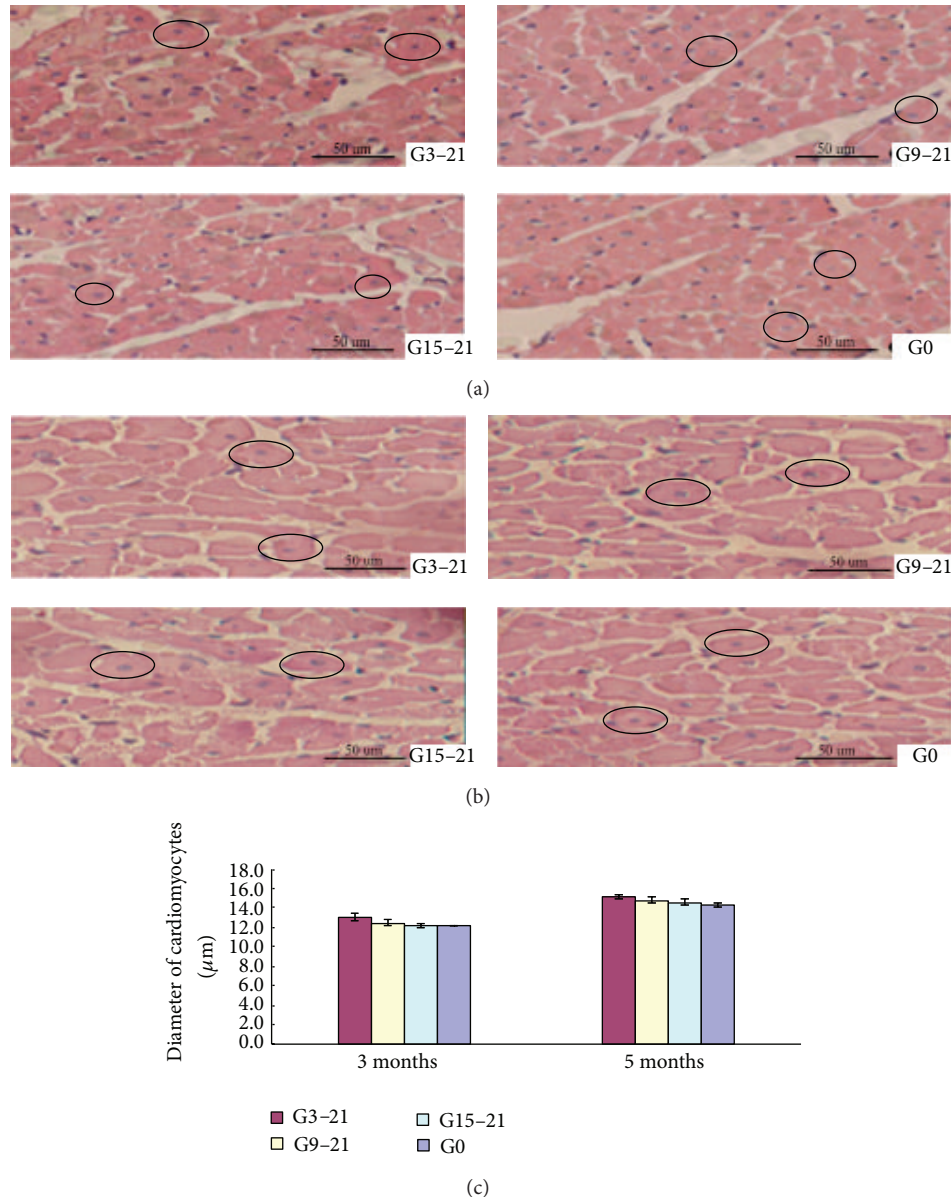 50 um
G3–21
50 um
G9–21
50 um
G15–21
50 um
G0
(a)
50 um
G3–21
50 um
G9–21
50 um
G15–21
50 um
G0
(b)
Diameter of cardiomyocytes
(μm)
18.0
16.0
14.0
12.0
10.0
8.0
6.0
4.0
2.0
0.0
3 months
5 months
G3–21
G15–21
G9–21
G0
(c)